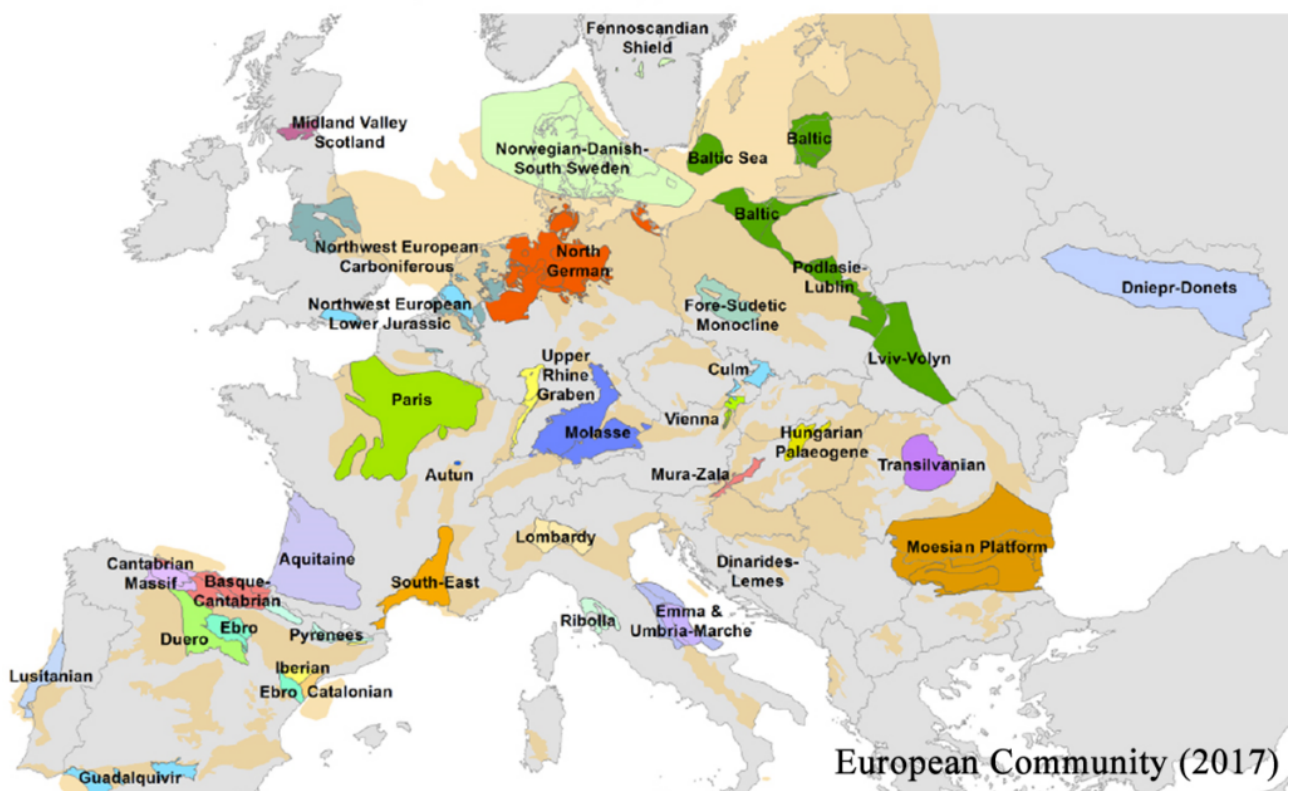 Fennoscandian
Shield
Midland Valley
Scotland
Norwegian-Danish-
South Sweden
Baltic Sea
Baltic
Baltic
Northwest European
Carboniferous
North
German
Podlasie-
Lublin
Dniepr-Donets
Northwest European
Lower Jurassic
Fore-Sudetic
Monocline
Lviv-Volyn
Upper
Rhine
Graben
Culm
Paris
Vienna
Molasse
Hungarian
Palaeogene
Transilvanian
Autun
Mura-Zala
Lombardy
Moesian Platform
Aquitaine
Cantabrian
Massif
Basque-
Cantabrian
South-East
Dinarides-
Lemes
Emma &
Umbria-Marche
Ribolla
Ebro
Duero
Pyrenees
Lusitanian
Iberian
Ebro Catalonian
Guadalquivir
European Community (2017)